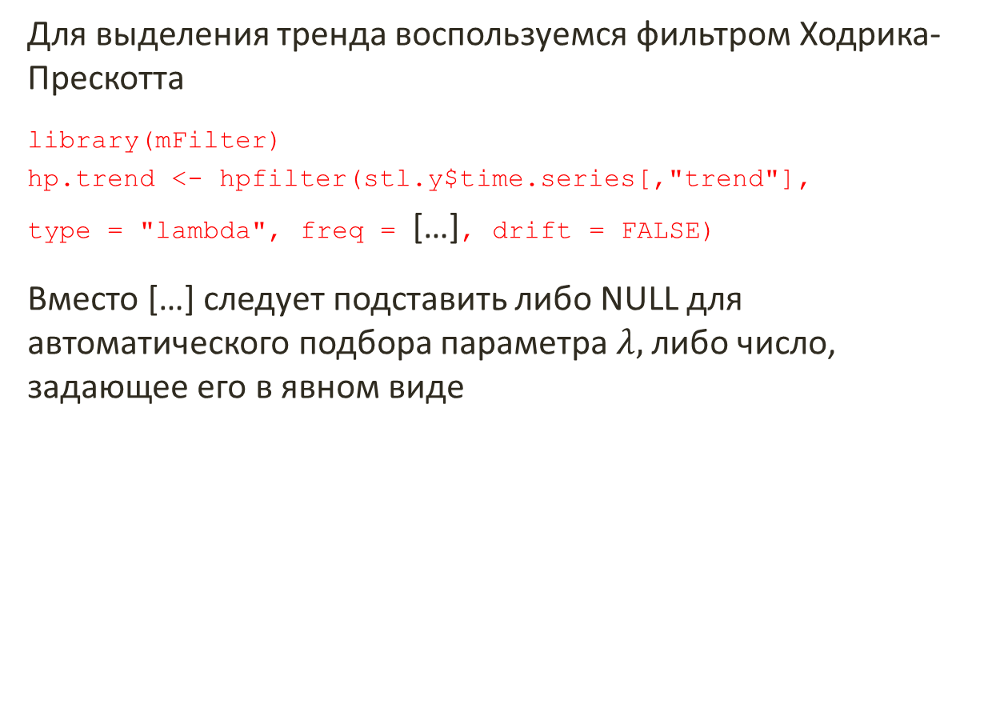 Для выделения тренда воспользуемся фильтром Ходрика-
Прескотта
library(mFilter)
hp.trend <- hpfilter(stl.y$time.series[,"trend"],
type = "lambda", freq = […], drift = FALSE)
Вместо […] следует подставить либо NULL для
автоматического подбора параметра 𝜆, либо число,
задающее его в явном виде